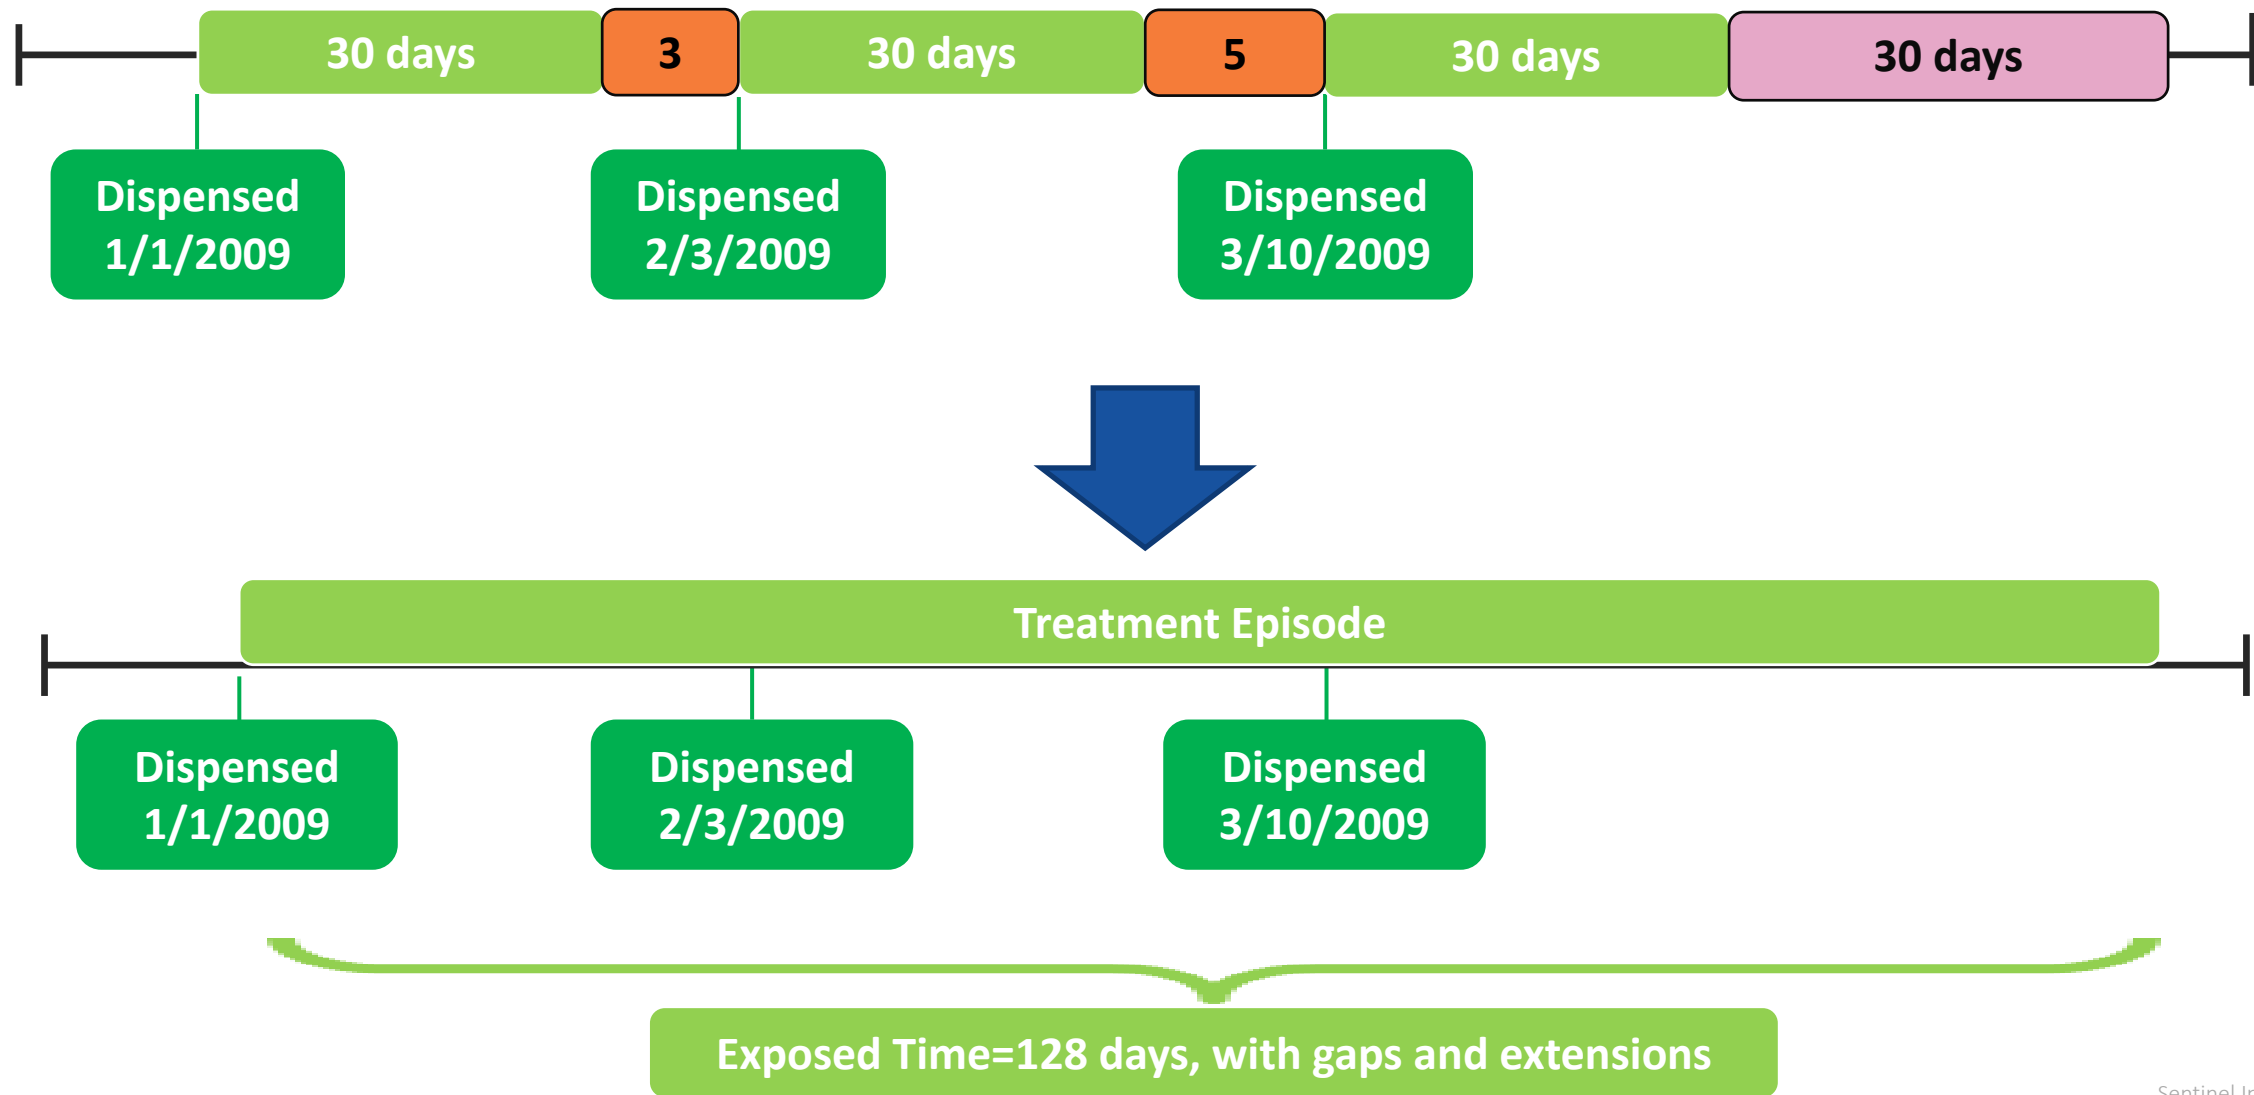 30 days 3 30 days 5 30 days 30 days
Dispensed
1/1/2009
Dispensed
2/3/2009
Dispensed
3/10/2009
Treatment Episode
Dispensed
1/1/2009
Dispensed
2/3/2009
Dispensed
3/10/2009
Exposed Time=128 days, with gaps and extensions
Sentinel